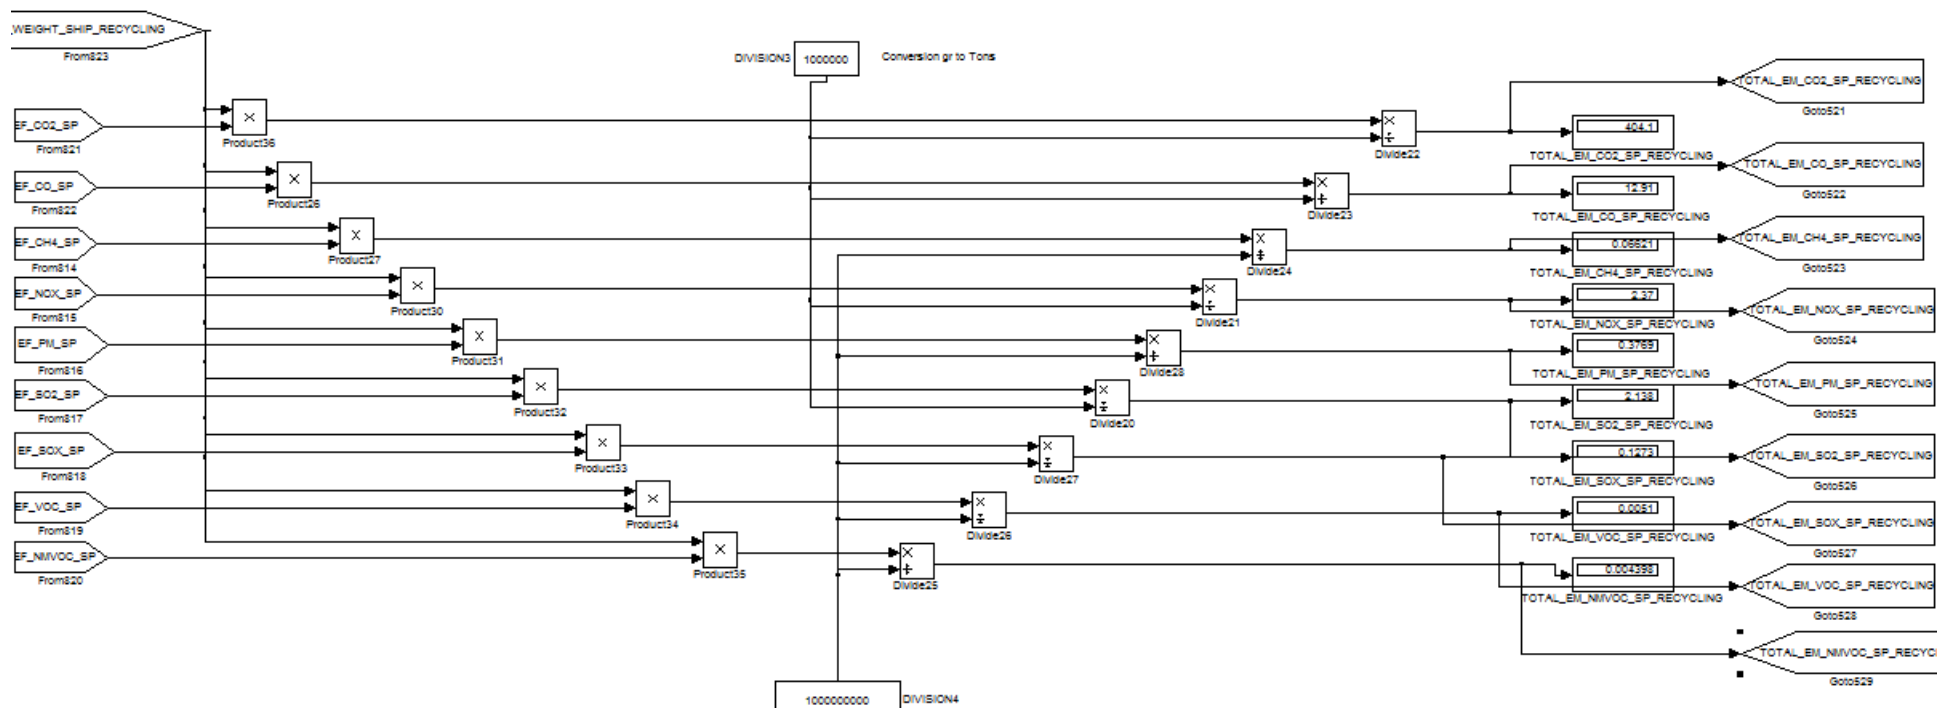 _WEIGHT_SHIP_RECYCLING
From823
DIVISION3
1000000
Conversion gr to Tons
TOTAL_EM_CO2_SP_RECYCLING
Goto521
EF_CO2_SP
From821
Product36
Divide22
404.1
TOTAL_EM_CO2_SP_RECYCLING
TOTAL_EM_CO_SP_RECYCLING
Goto522
EF_CO_SP
From822
Product26
Divide23
12.91
TOTAL_EM_CO_SP_RECYCLING
EF_CH4_SP
From814
Product27
Divide24
0.06621
TOTAL_EM_CH4_SP_RECYCLING
TOTAL_EM_CH4_SP_RECYCLING
Goto523
EF_NOX_SP
From815
Product30
Divide21
2.37
TOTAL_EM_NOX_SP_RECYCLING
TOTAL_EM_NOX_SP_RECYCLING
Goto524
EF_PM_SP
From816
Product31
Divide28
0.3769
TOTAL_EM_PM_SP_RECYCLING
TOTAL_EM_PM_SP_RECYCLING
Goto525
EF_SO2_SP
From817
Product32
Divide20
2.138
TOTAL_EM_SO2_SP_RECYCLING
TOTAL_EM_SO2_SP_RECYCLING
Goto526
EF_SOX_SP
From818
Product33
Divide27
0.1273
TOTAL_EM_SOX_SP_RECYCLING
TOTAL_EM_SOX_SP_RECYCLING
Goto527
EF_VOC_SP
From819
Product34
Divide26
0.0051
TOTAL_EM_VOC_SP_RECYCLING
TOTAL_EM_VOC_SP_RECYCLING
Goto528
EF_NMVOC_SP
From820
Product35
Divide25
0.004398
TOTAL_EM_NMVOC_SP_RECYCLING
TOTAL_EM_NMVOC_SP_RECYCL
Goto529
1000000000
DIVISION4